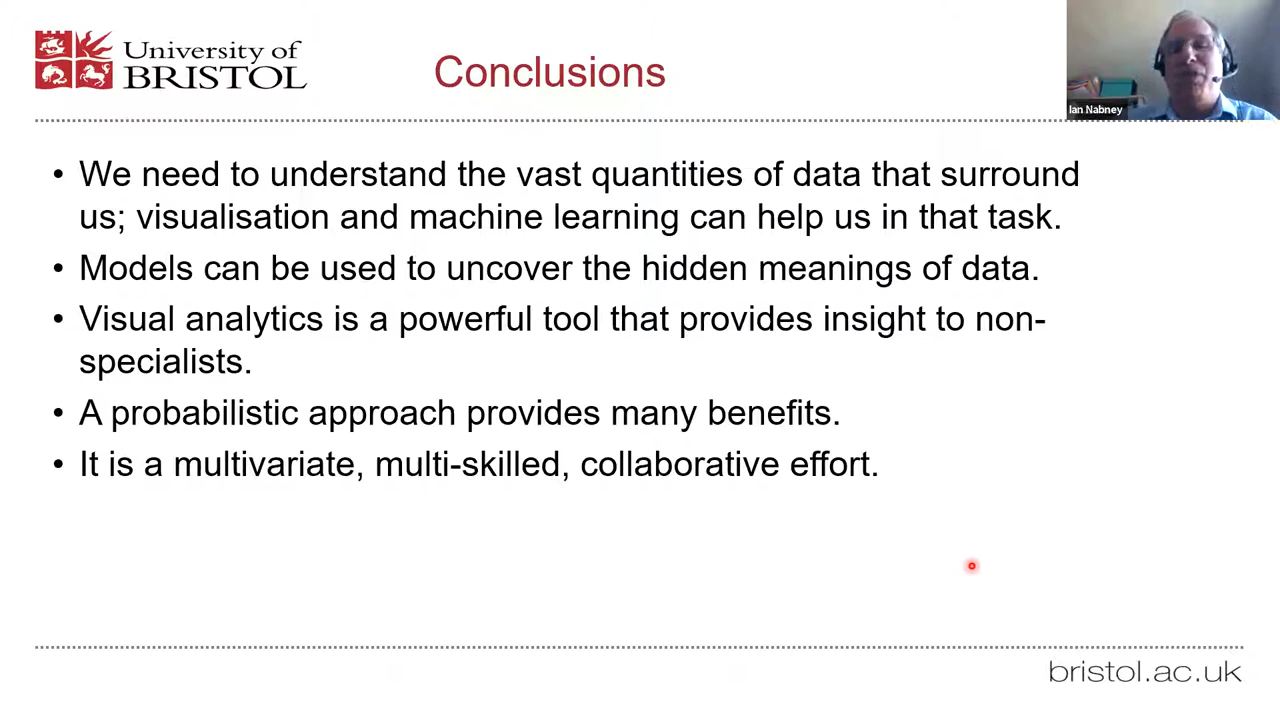 University of
BRISTOL
Conclusions
Ian Nabney
• We need to understand the vast quantities of data that surround
us; visualisation and machine learning can help us in that task.
• Models can be used to uncover the hidden meanings of data.
• Visual analytics is a powerful tool that provides insight to non-
specialists.
• A probabilistic approach provides many benefits.
• It is a multivariate, multi-skilled, collaborative effort.
bristol.ac.uk